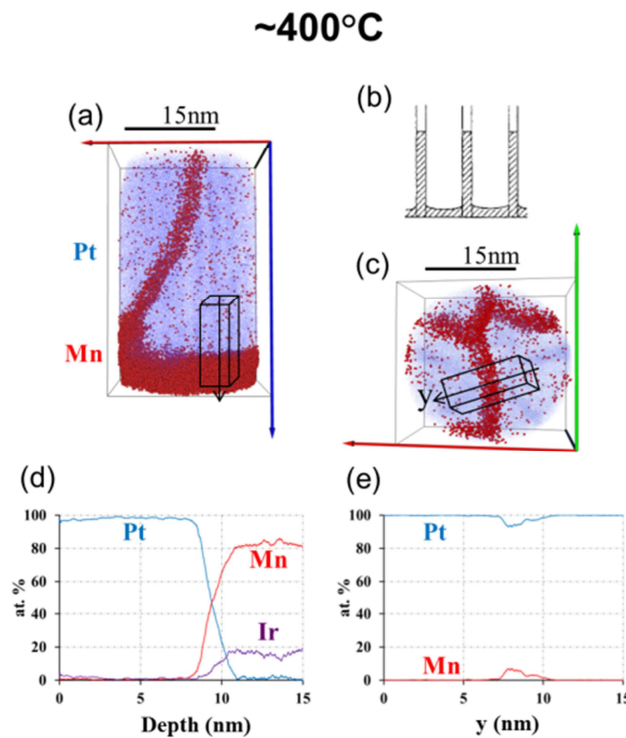 ~400°C
(a)
15nm
Pt
Mn
(b)
(c)
15nm
y
(d)
100
80
60
40
20
0
at. %
Pt
Mn
Ir
0
5
10
15
Depth (nm)
(e)
100
80
60
40
20
0
at. %
Pt
Mn
0
5
10
15
y (nm)